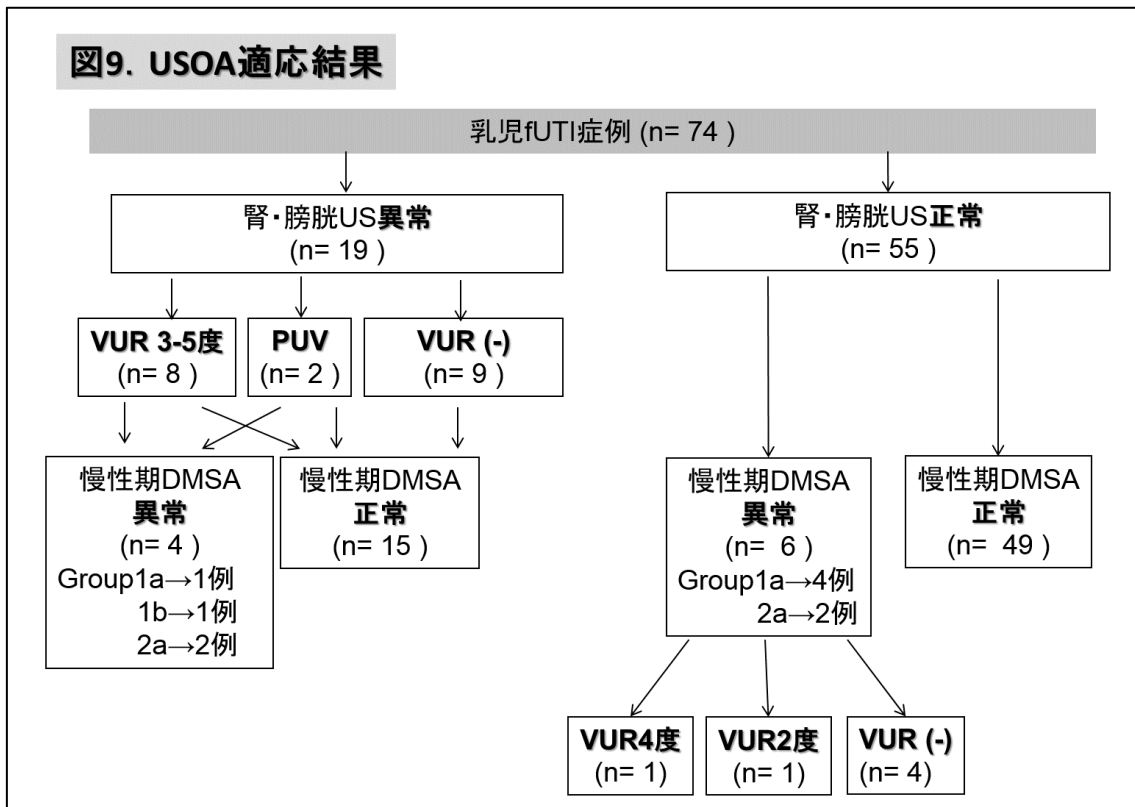 図9. USOA適応結果
乳児fUTI症例 (n= 74 )
腎・膀胱US異常
(n= 19 )
腎・膀胱US正常
(n= 55 )
VUR 3-5度
(n= 8 )
PUV
(n= 2 )
VUR (-)
(n= 9 )
慢性期DMSA
異常
(n= 4 )
Group1a→1例
1b→1例
2a→2例
慢性期DMSA
正常
(n= 15 )
慢性期DMSA
異常
(n= 6 )
Group1a→4例
2a→2例
慢性期DMSA
正常
(n= 49 )
VUR4度
(n= 1)
VUR2度
(n= 1)
VUR (-)
(n= 4)